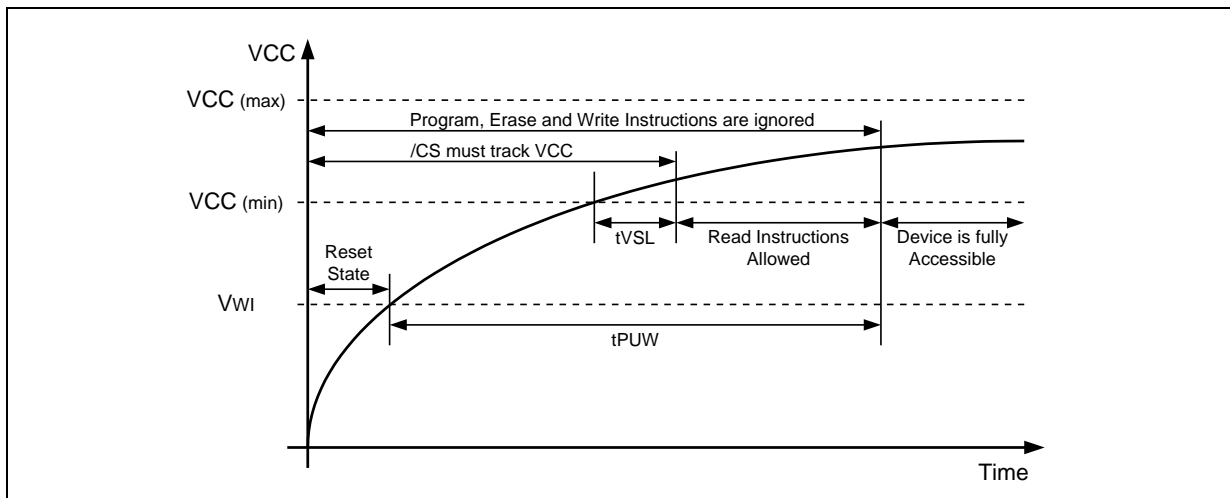 VCC
VCC (max)
Program, Erase and Write Instructions are ignored
/CS must track VCC
VCC (min)
tVSL
Read Instructions
Allowed
Device is fully
Accessible
Reset
State
VWI
tPUW
Time